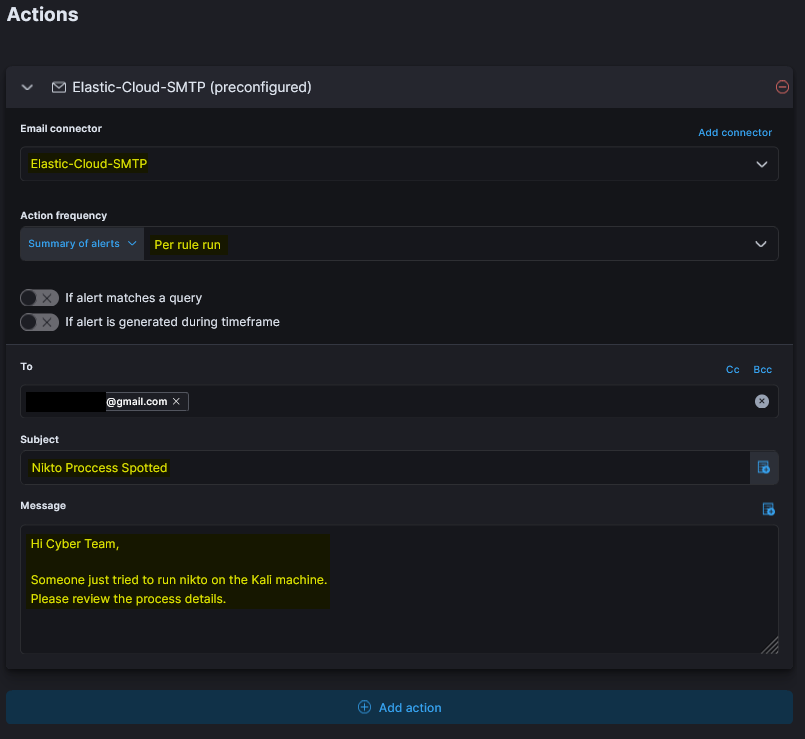 Actions
Elastic-Cloud-SMTP (preconfigured)
Email connector
Add connector
Elastic-Cloud-SMTP
Action frequency
Summary of alerts
Per rule run
If alert matches a query
If alert is generated during timeframe
To
Cc Bcc
@gmail.com
Subject
Nikto Proccess Spotted
Message
Hi Cyber Team,
Someone just tried to run nikto on the Kali machine.
Please review the process details.
Add action